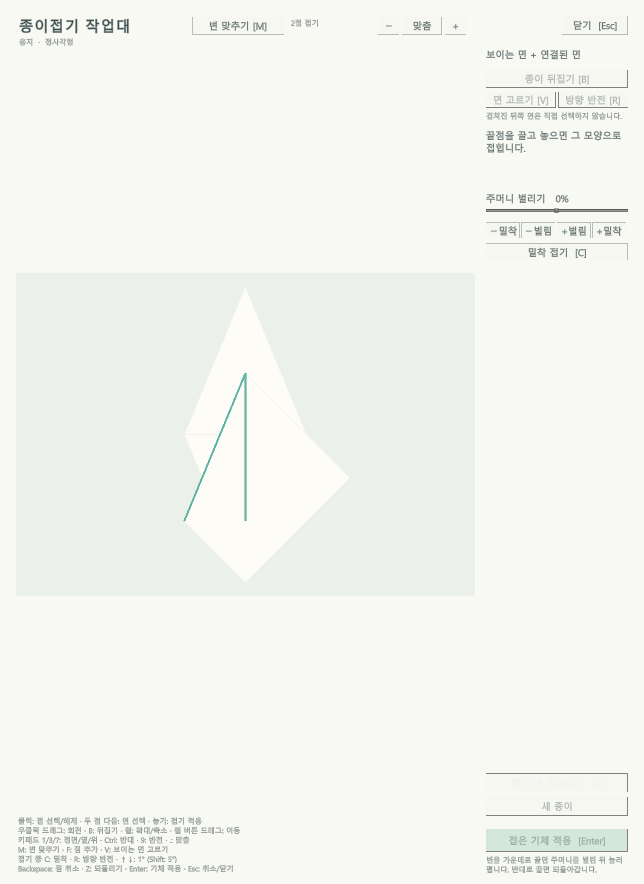 종이접기 작업대
용지 · 정사각형
변 맞추기 [M]
2점 접기
－ 맞춤 +
닫기 [Esc]
보이는 면 + 연결된 면
종이 뒤집기 [B]
면 고르기 [V] 방향 반전 [R]
겹쳐진 뒤쪽 면은 직접 선택하지 않습니다.
끝점을 끌고 놓으면 그 모양으로
접힙니다.
주머니 벌리기 0%
－밀착 －벌림 +벌림 +밀착
밀착 접기 [C]
새 종이
접은 기체 적용 [Enter]
변을 가운데로 끌면 주머니를 벌린 뒤 눌러
폅니다. 반대로 끌면 되돌아갑니다.
클릭: 점 선택/해제 · 두 점 다음: 면 선택 · 놓기: 접기 적용
우클릭 드래그: 회전 · B: 뒤집기 · 휠: 확대/축소 · 휠 버튼 드래그: 이동
키패드 1/3/7: 정면/옆/위 · Ctrl: 반대 · 9: 반전 · .: 맞춤
M: 변 맞추기 · F: 점 추가 · V: 보이는 면 고르기
접기 중 C: 밀착 · R: 방향 반전 · ↑↓: 1° (Shift: 5°)
Backspace: 점 취소 · Z: 되돌리기 · Enter: 기체 적용 · Esc: 취소/닫기